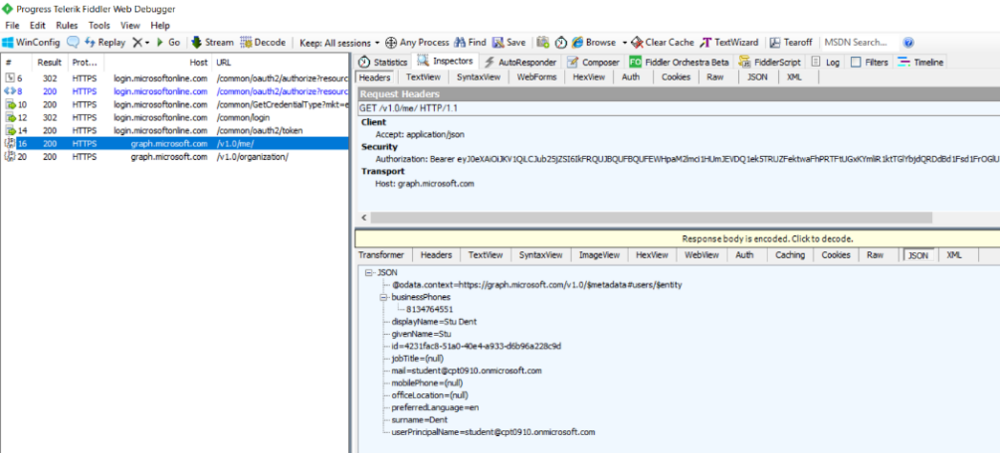 Progress Telerik Fiddler Web Debugger
File Edit Rules Tools View Help
WinConfig Replay Go Stream Decode Keep: All sessions Any Process Find Save Browse Clear Cache TextWizard Tearoff MSDN Search...
# Result Prot... Host URL
6 302 HTTPS login.microsoftonline.com /common/oauth2/authorize?resourc
8 200 HTTPS login.microsoftonline.com /common/oauth2/authorize?resourc
10 200 HTTPS login.microsoftonline.com /common/GetCredentialType?mkt=e
12 302 HTTPS login.microsoftonline.com /common/login
14 200 HTTPS login.microsoftonline.com /common/oauth2/token
16 200 HTTPS graph.microsoft.com /v1.0/me/
20 200 HTTPS graph.microsoft.com /v1.0/organization/
Statistics Inspectors AutoResponder Composer FO Fiddler Orchestra Beta FiddlerScript Log Filters Timeline
Headers TextView SyntaxView WebForms HexView Auth Cookies Raw JSON XML
Request Headers
GET /v1.0/me/ HTTP/1.1
Client
Accept: application/json
Security
Authorization: Bearer
Transport
Host: graph.microsoft.com
Response body is encoded. Click to decode.
Transformer Headers TextView SyntaxView ImageView HexView WebView Auth Caching Cookies Raw JSON XML
JSON
@odata.context=https://graph.microsoft.com/v1.0/$metadata#users/$entity
businessPhones
8134764551
displayName=Stu Dent
givenName=Stu
id=4231fac8-51a0-40e4-a933-d6b96a228c9d
jobTitle=(null)
mail=student@cpt0910.onmicrosoft.com
mobilePhone=(null)
officeLocation=(null)
preferredLanguage=en
surname=Dent
userPrincipalName=student@cpt0910.onmicrosoft.com